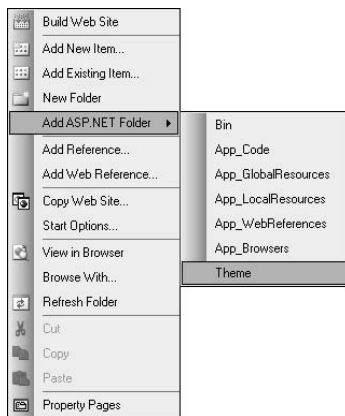 Build Web Site
Add New Item...
Add Existing Item...
New Folder
Add ASP.NET Folder
Add Reference...
Add Web Reference...
Copy Web Site...
Start Options...
View in Browser
Browse With...
Refresh Folder
Cut
Copy
Paste
Property Pages
Bin
App_Code
App_GlobalResources
App_LocalResources
App_WebReferences
App_Browsers
Theme